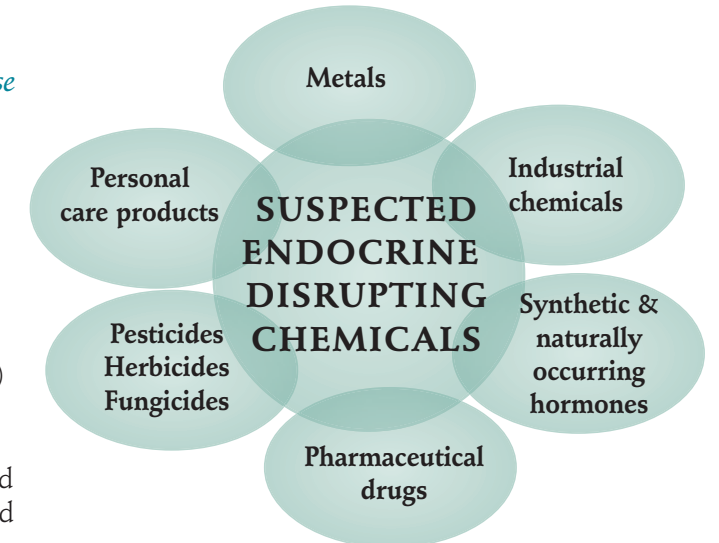 se
Metals
Industrial
chemicals
Personal
care products
SUSPECTED
ENDOCRINE
DISRUPTING
CHEMICALS
Synthetic &
naturally
occurring
hormones
Pesticides
Herbicides
Fungicides
)
Pharmaceutical
drugs
d
d